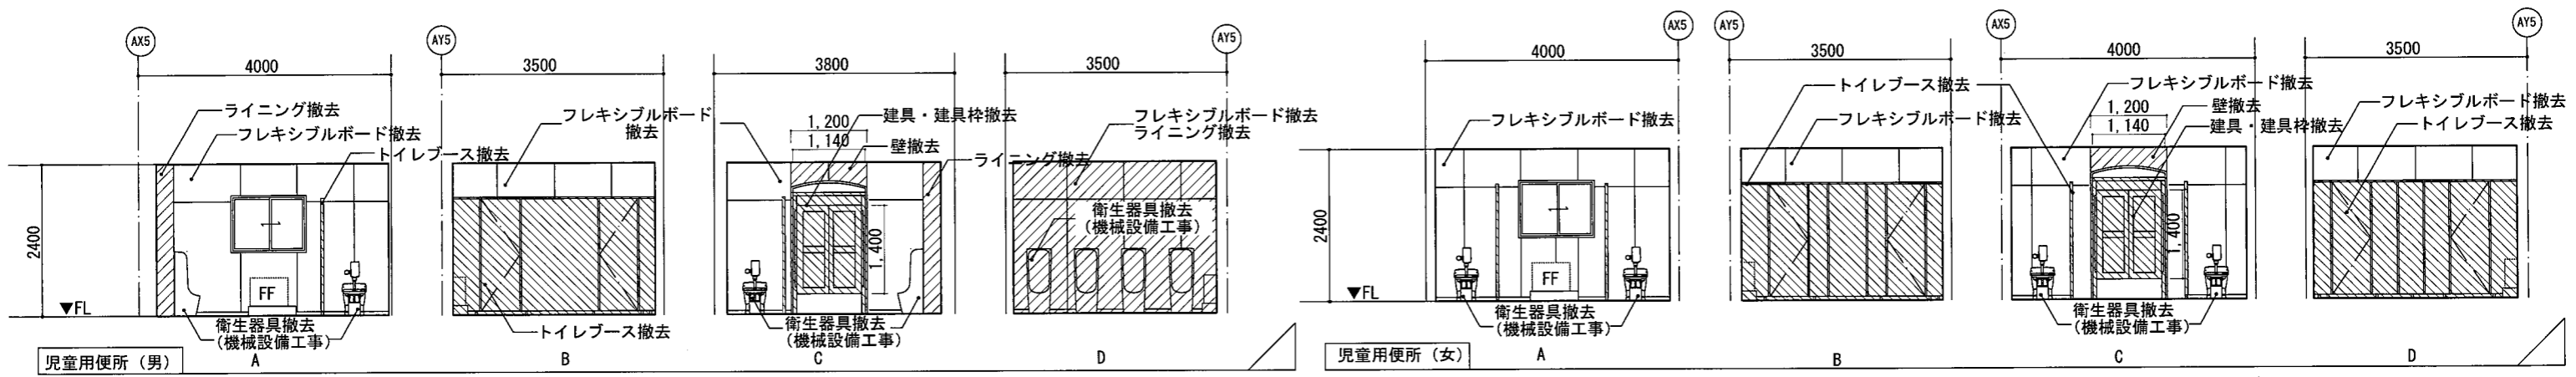 AX5
4000
ライニング撤去
フレキシブルボード撤去
トイレブース撤去
2400
▼FL
FF
衛生器具撤去
(機械設備工事)
児童用便所(男)
A
AY5
3500
フレキシブルボード
撤去
トイレブース撤去
B
3800
建具・建具枠撤去
1,200
1,140
壁撤去
ライニング撤去
1,400
衛生器具撤去
(機械設備工事)
C
AY5
3500
フレキシブルボード撤去
ライニング撤去
衛生器具撤去
(機械設備工事)
D
AX5
4000
フレキシブルボード撤去
2400
▼FL
FF
衛生器具撤去
(機械設備工事)
児童用便所(女)
A
AY5
3500
トイレブース撤去
フレキシブルボード撤去
B
AX5
4000
フレキシブルボード撤去
1,200
壁撤去
1,140
建具・建具枠撤去
1,400
衛生器具撤去
(機械設備工事)
C
AY5
3500
フレキシブルボード撤去
トイレブース撤去
D